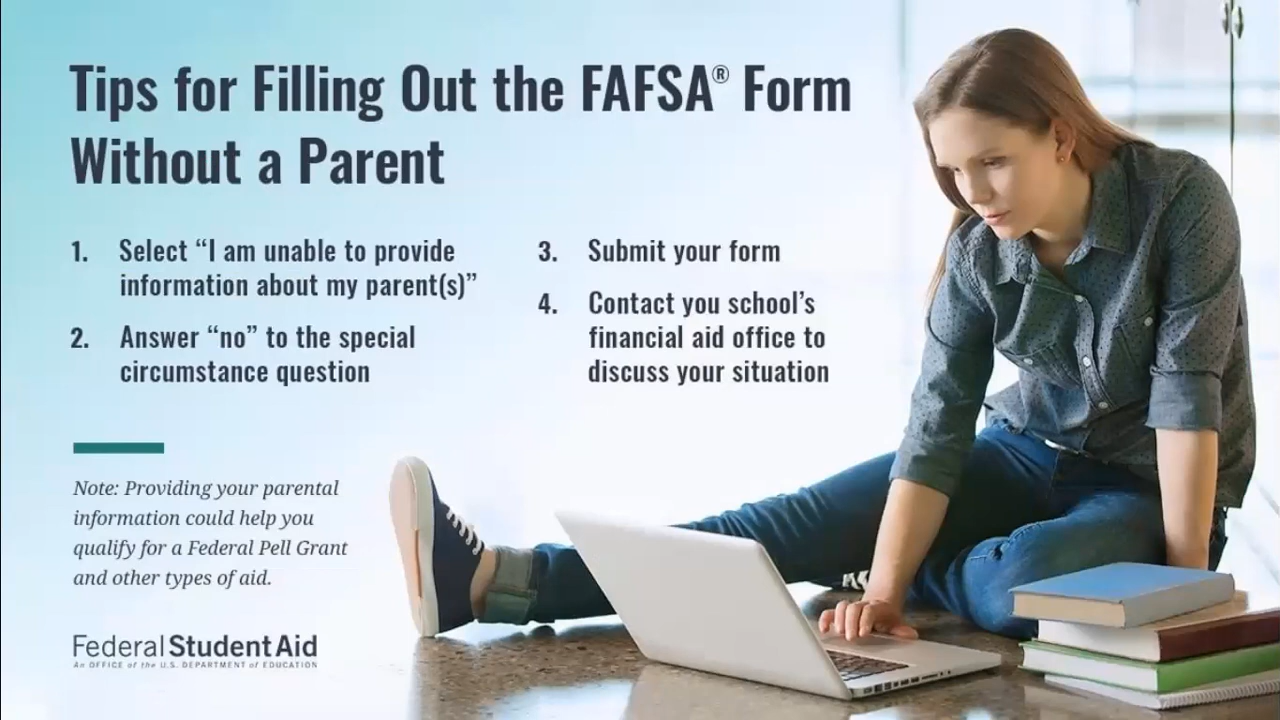 Tips for Filling Out the FAFSA® Form
Without a Parent
1. Select “I am unable to provide
information about my parent(s)”
2. Answer “no” to the special
circumstance question
3. Submit your form
4. Contact you school’s
financial aid office to
discuss your situation
Note: Providing your parental
information could help you
qualify for a Federal Pell Grant
and other types of aid.
Federal Student Aid
An OFFICE of the U.S. DEPARTMENT of EDUCATION